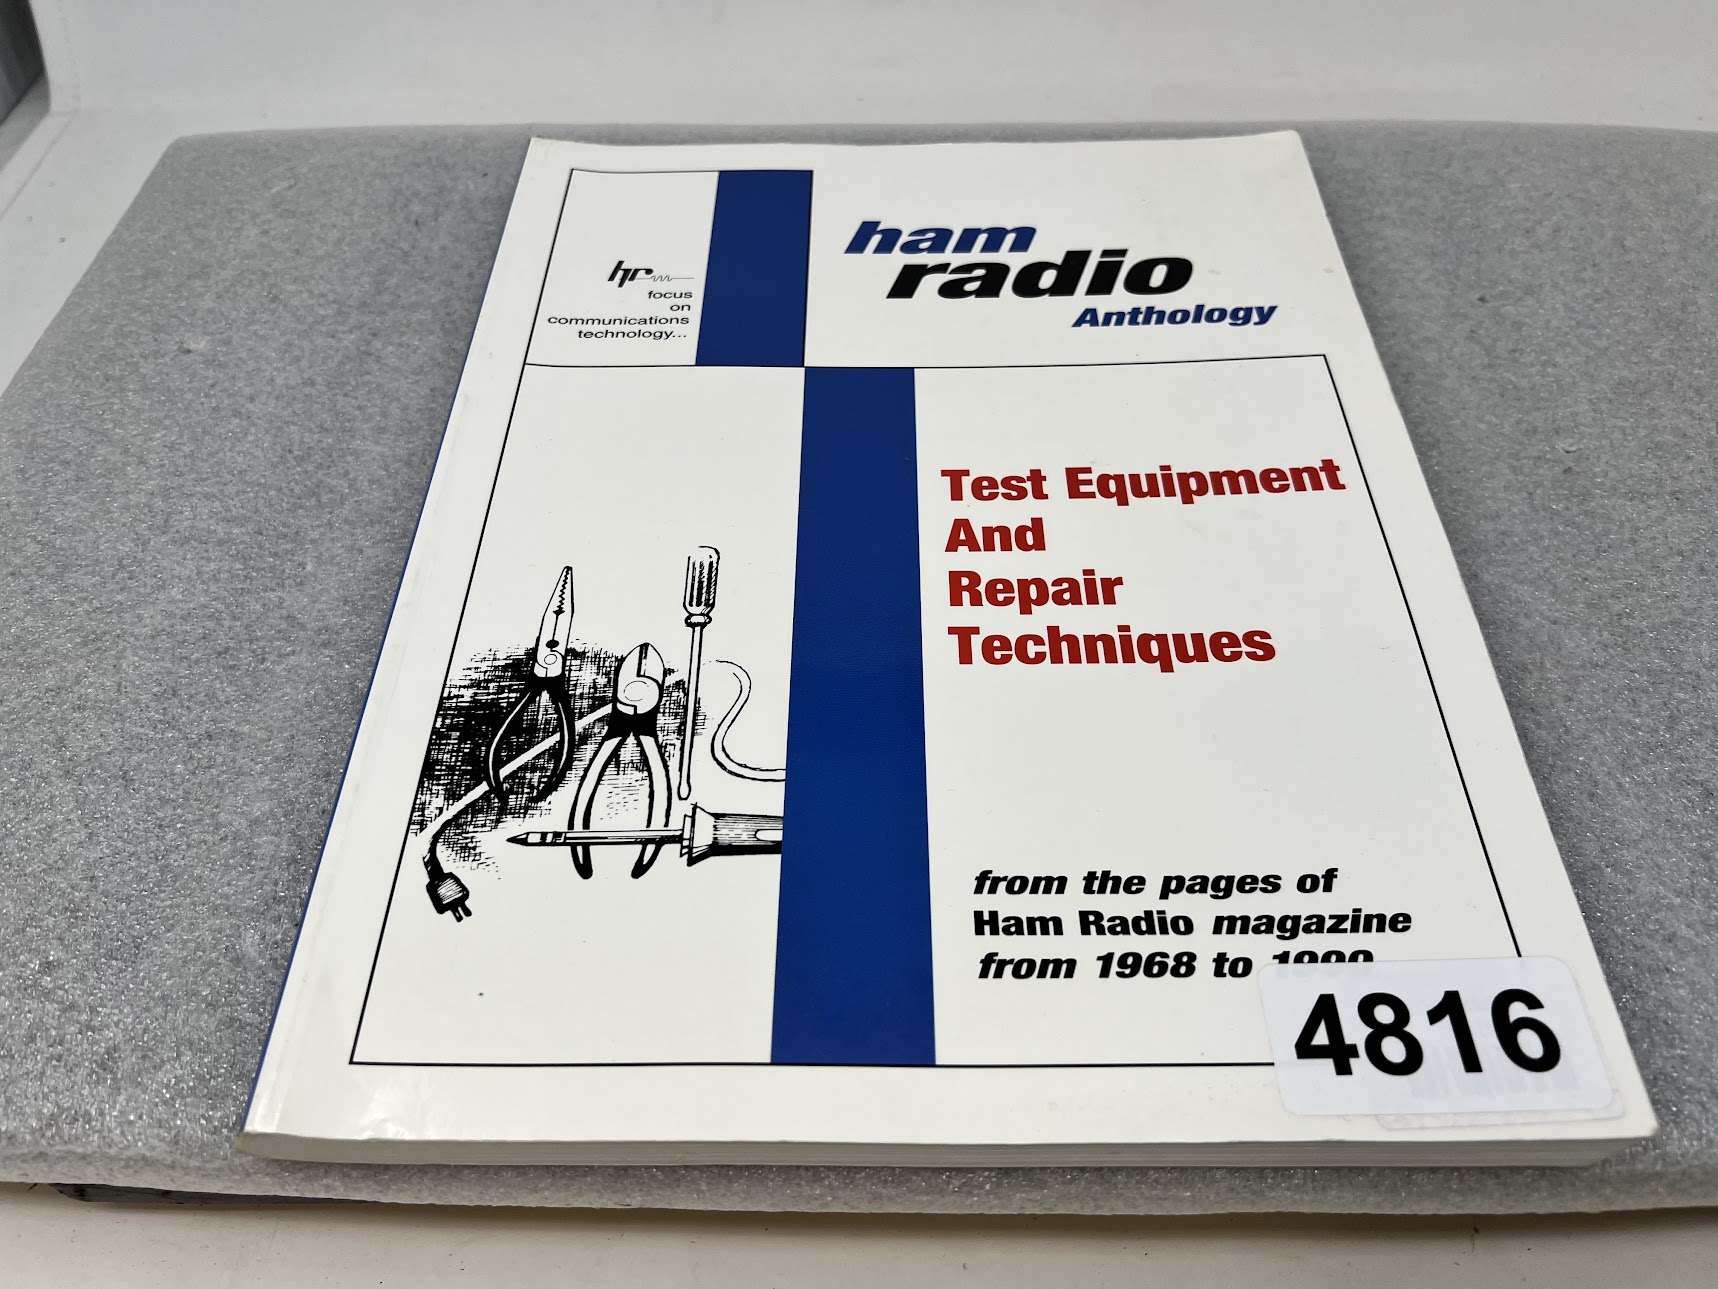 hr
focus
on
communications
technology...
ham
radio
Anthology
Test Equipment
And
Repair
Techniques
from the pages of
Ham Radio magazine
from 1968 to
4816